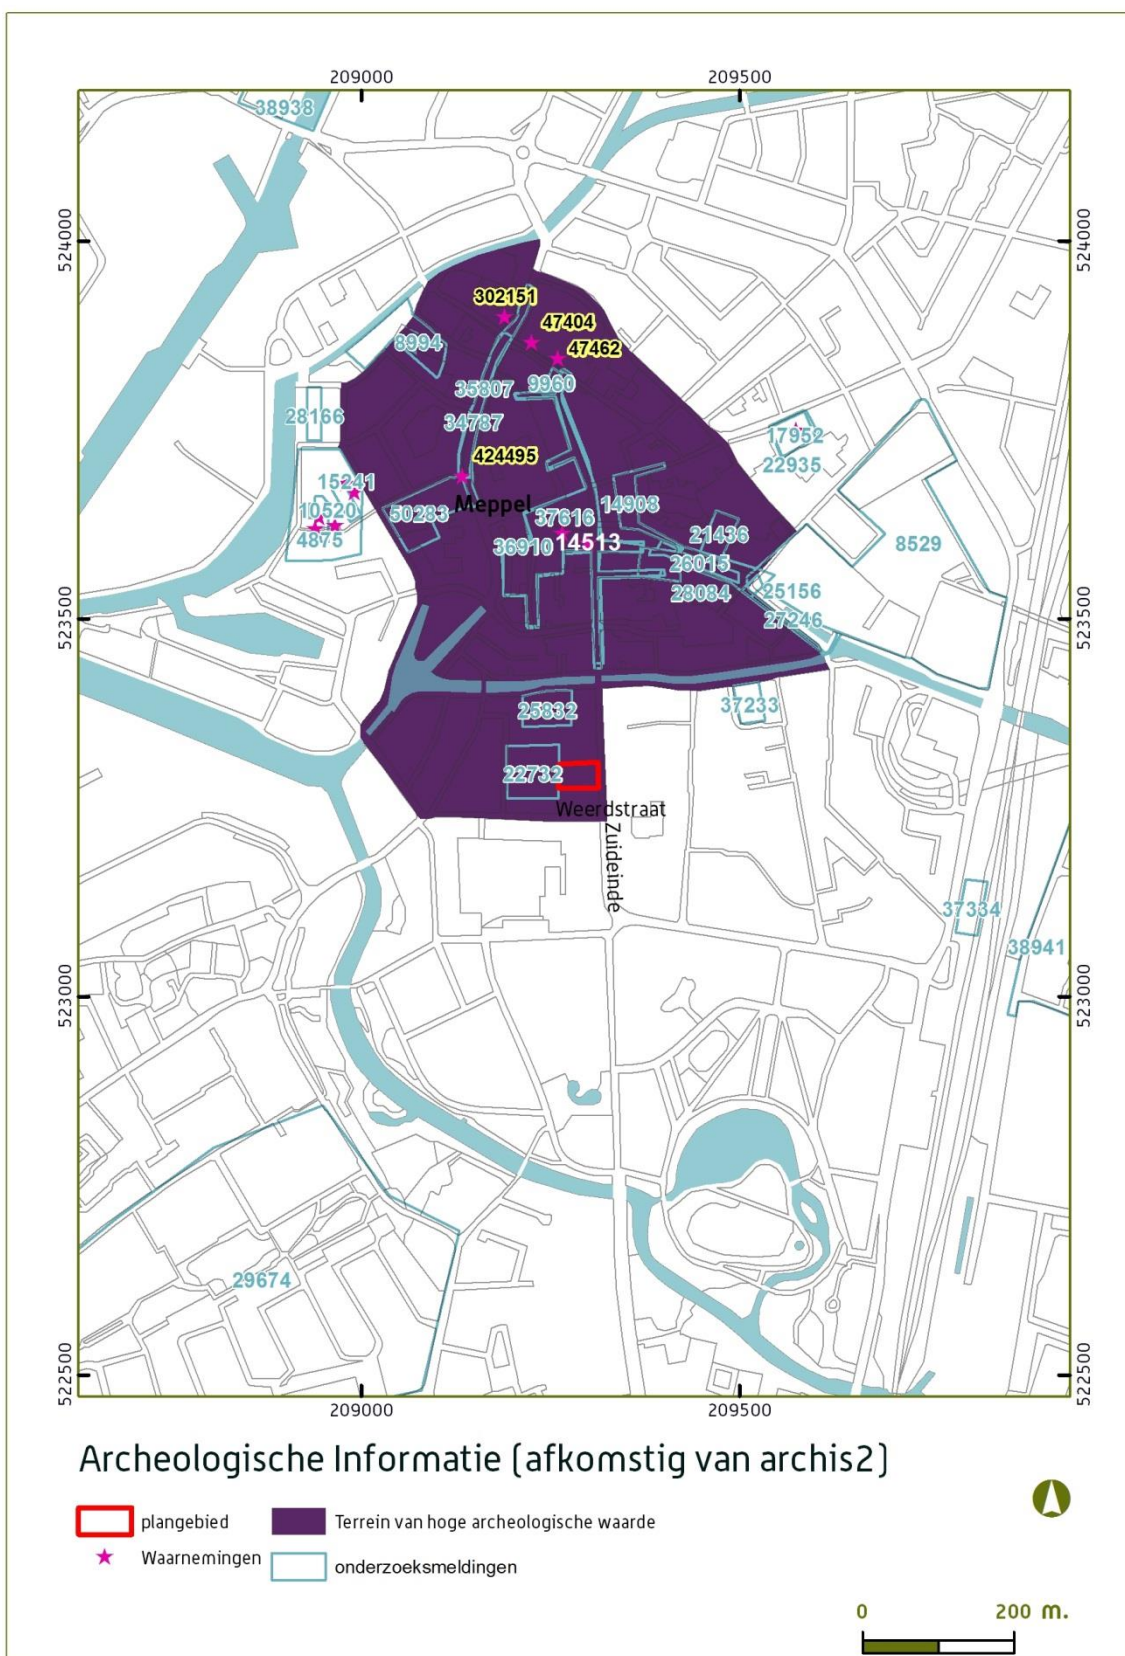 209000 209500
38938
524000 524000
302151
47404
47462
8994
35807 9960
28166 34787 17952
424495 22935
15241 Meppel
10520 50283 37616 14908
4875 36910 14513 21436 8529
26015
28084 25156
27246
523500 523500
25832 37233
22732
Weerdstraat
Zuideinde
37334
38941
523000 523000
29674
522500 522500
209000 209500
Archeologische Informatie (afkomstig van archis2)
plangebied Terrein van hoge archeologische waarde
Waarnemingen onderzoeksmeldingen
0 200 m.